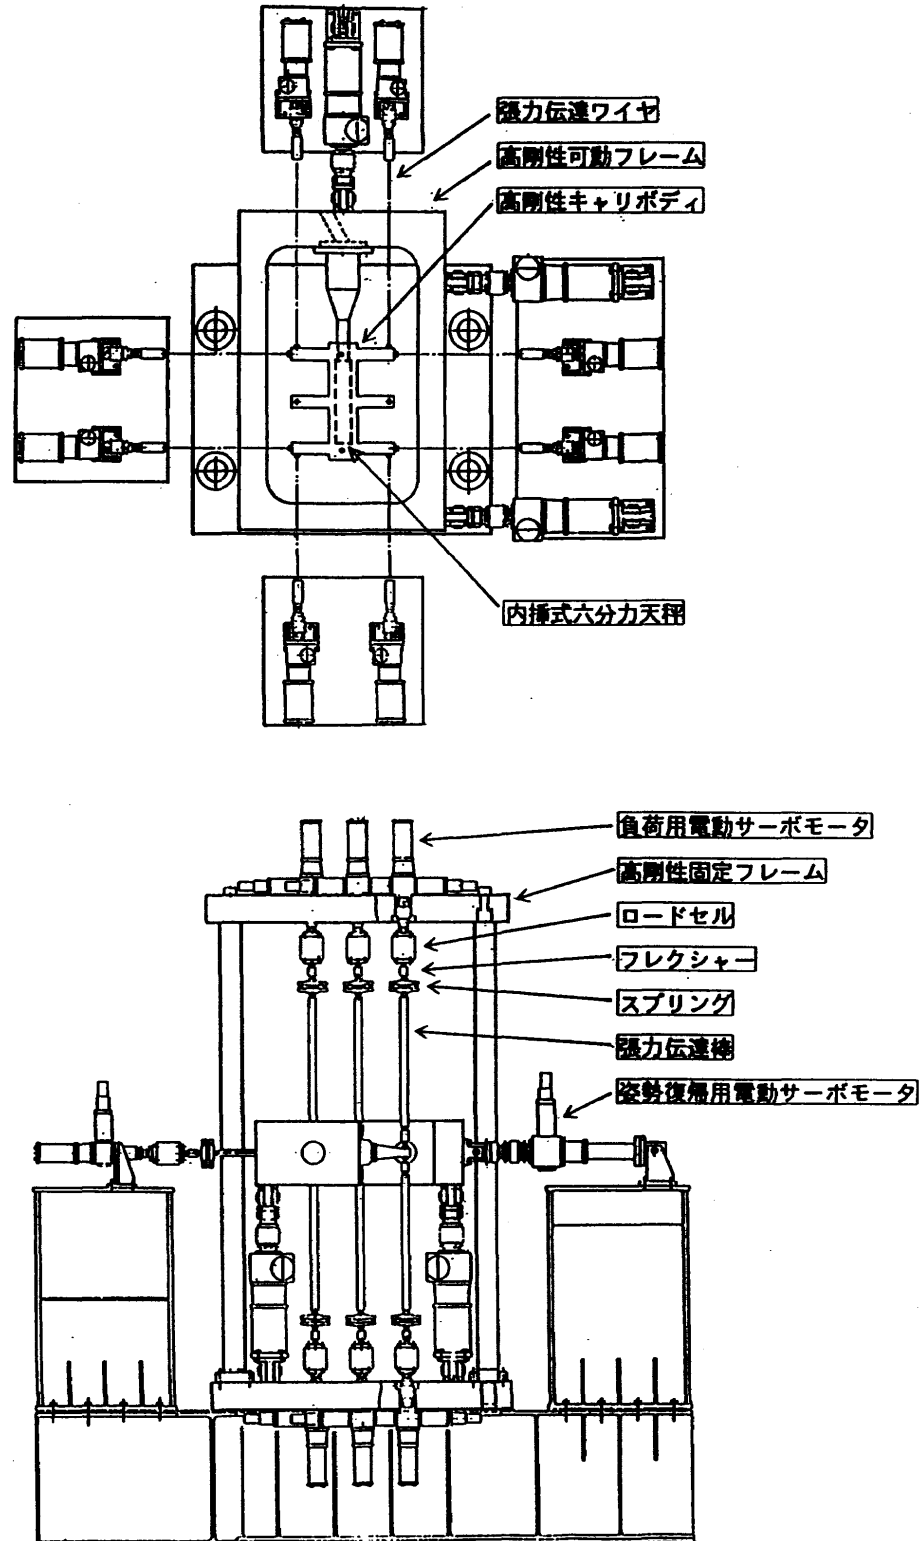 張力伝達ワイヤ
高剛性可動フレーム
高剛性キャリボディ
内挿式六分力天秤
負荷用電動サーボモータ
高剛性固定フレーム
ロードセル
フレクシャー
スプリング
張力伝達棒
姿勢復帰用電動サーボモータ